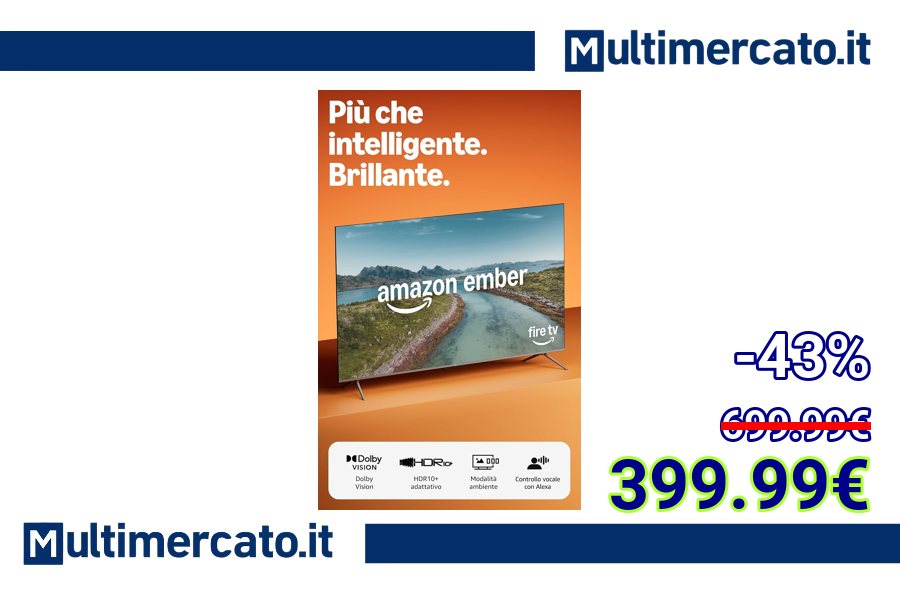 Multimercato.it
Più che
intelligente.
Brillante.
amazon ember
fire tv
Dolby
VISION
HDR10+
Dolby
Vision
HDR10+
adattativo
Modalità
ambiente
Controllo vocale
con Alexa
-43%
699.99€
399.99€
Multimercato.it